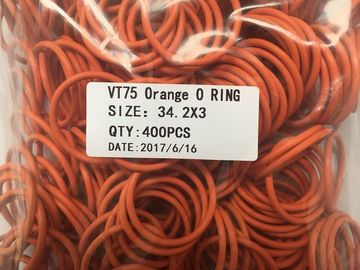 VT75 Orange O RING
SIZE: 34.2X3
QTY:400PCS
DATE:2017/6/16